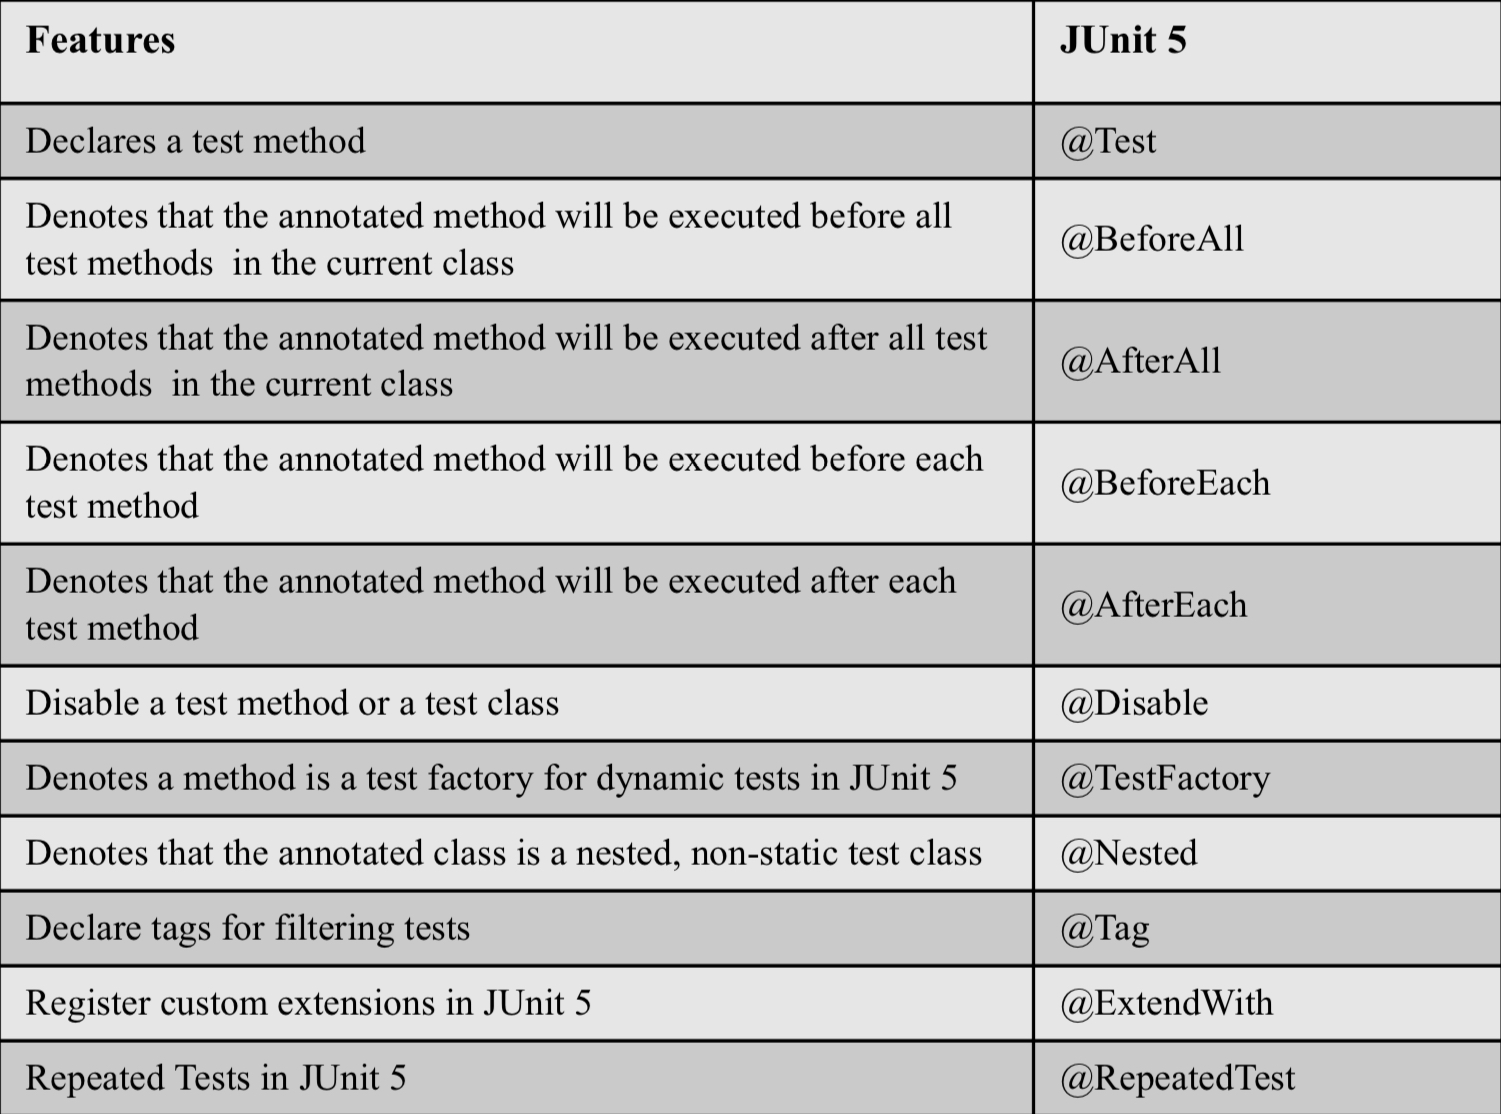 Features
JUnit 5
Declares a test method
@Test
Denotes that the annotated method will be executed before all
test methods  in the current class
@BeforeAll
Denotes that the annotated method will be executed after all test
methods  in the current class
@AfterAll
Denotes that the annotated method will be executed before each
test method
@BeforeEach
Denotes that the annotated method will be executed after each
test method
@AfterEach
Disable a test method or a test class
@Disable
Denotes a method is a test factory for dynamic tests in JUnit 5
@TestFactory
Denotes that the annotated class is a nested, non-static test class
@Nested
Declare tags for filtering tests
@Tag
Register custom extensions in JUnit 5
@ExtendWith
Repeated Tests in JUnit 5
@RepeatedTest